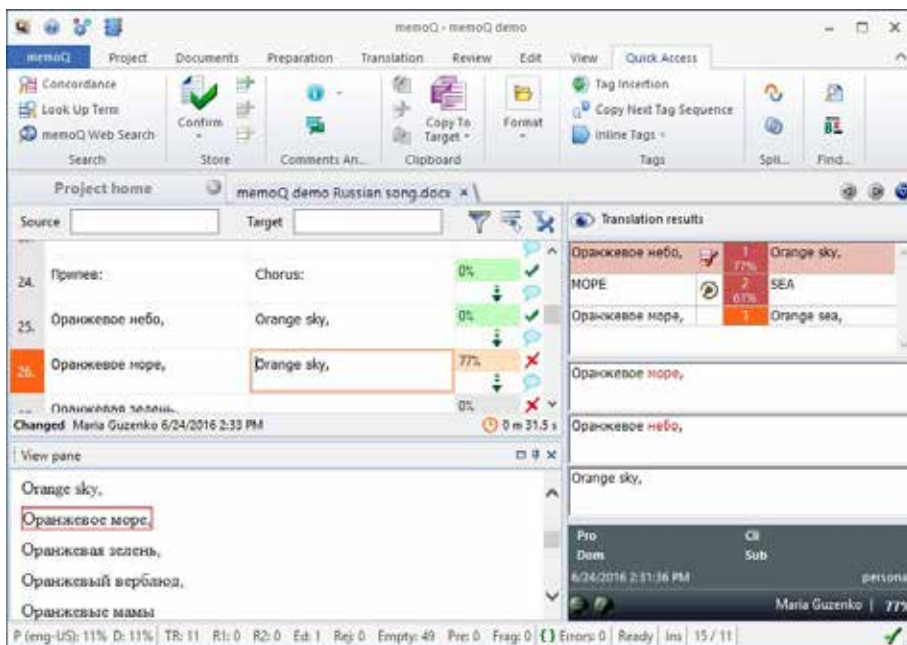 memoQ - memoQ demo
memoQ Project Documents Preparation Translation Review Edit View Quick Access
Concordance
Look Up Term
memoQ Web Search
Search
Confirm
Store
Comments An...
Copy To
Target
Clipboard
Format
Tag Insertion
Copy Next Tag Sequence
Inline Tags
Tags
Spli...
Find...
Project home memoQ demo Russian song.docx
Source Target
24. Припев: Chorus: 0%
25. Оранжевое небо, Orange sky, 0%
26. Оранжевое море, Orange sky, 77%
Оранжевая зелень, 0%
Changed Maria Guzenko 6/24/2016 2:33 PM 0 m 31.5 s
View pane
Orange sky,
Оранжевое море,
Оранжевая зелень,
Оранжевый верблюд,
Оранжевые мамы
Translation results
Оранжевое небо, 1 77% Orange sky,
МОРЕ 2 61% SEA
Оранжевое море, Orange sea,
Оранжевое море,
Оранжевое небо,
Orange sky,
Pro Cli
Dom Sub
6/24/2016 2:31:36 PM persona
Maria Guzenko 77%
P (eng-US): 11% D: 11% TR: 11 R1: 0 R2: 0 Ed: 1 Rej: 0 Empty: 49 Pre: 0 Frag: 0 Errors: 0 Ready Ins 15 / 11